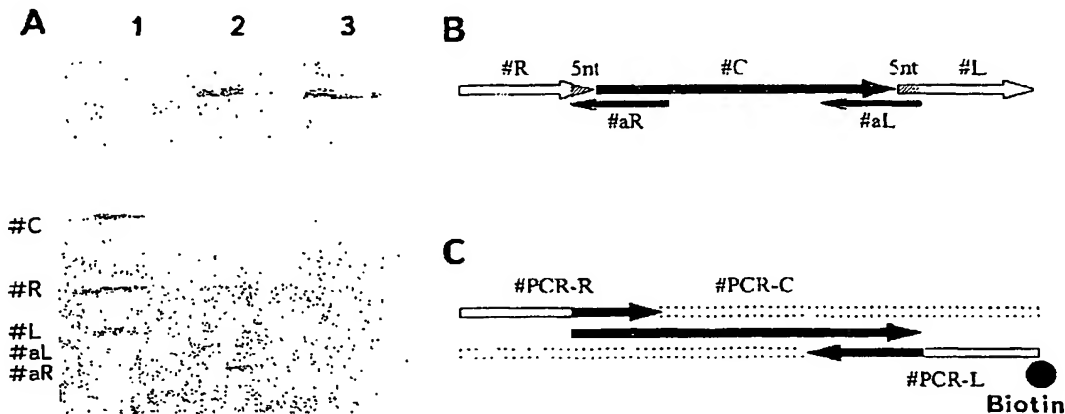 A 1 2 3
#C
#R
#L
#aL
#aR
B
#R 5nt #C 5nt #L
#aR #aL
C
#PCR-R #PCR-C
#PCR-L
Biotin